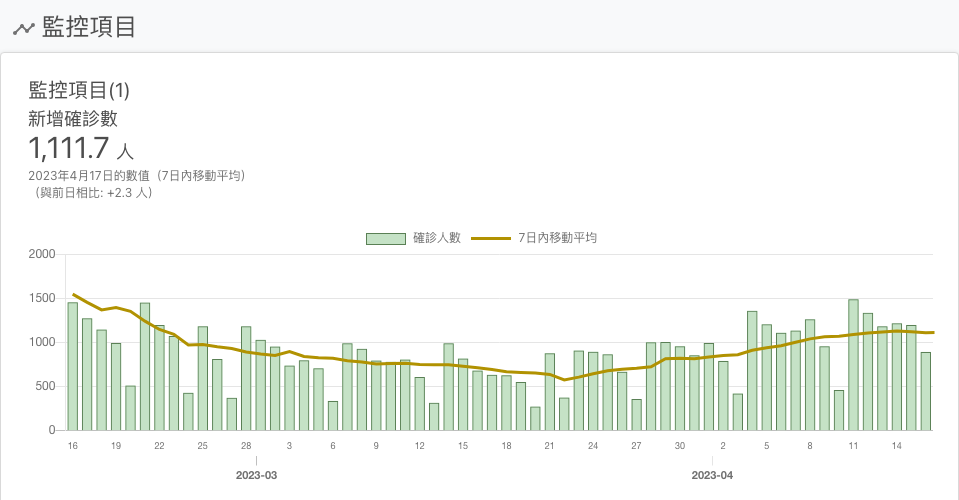 監控項目
監控項目(1)
新增確診數
1,111.7 人
2023年4月17日的數值（7日內移動平均）
（與前日相比: +2.3 人）
確診人數 7日內移動平均
2000
1500
1000
500
0
16 19 22 25 28 3 6 9 12 15 18 21 24 27 30 2 5 8 11 14
2023-03 2023-04